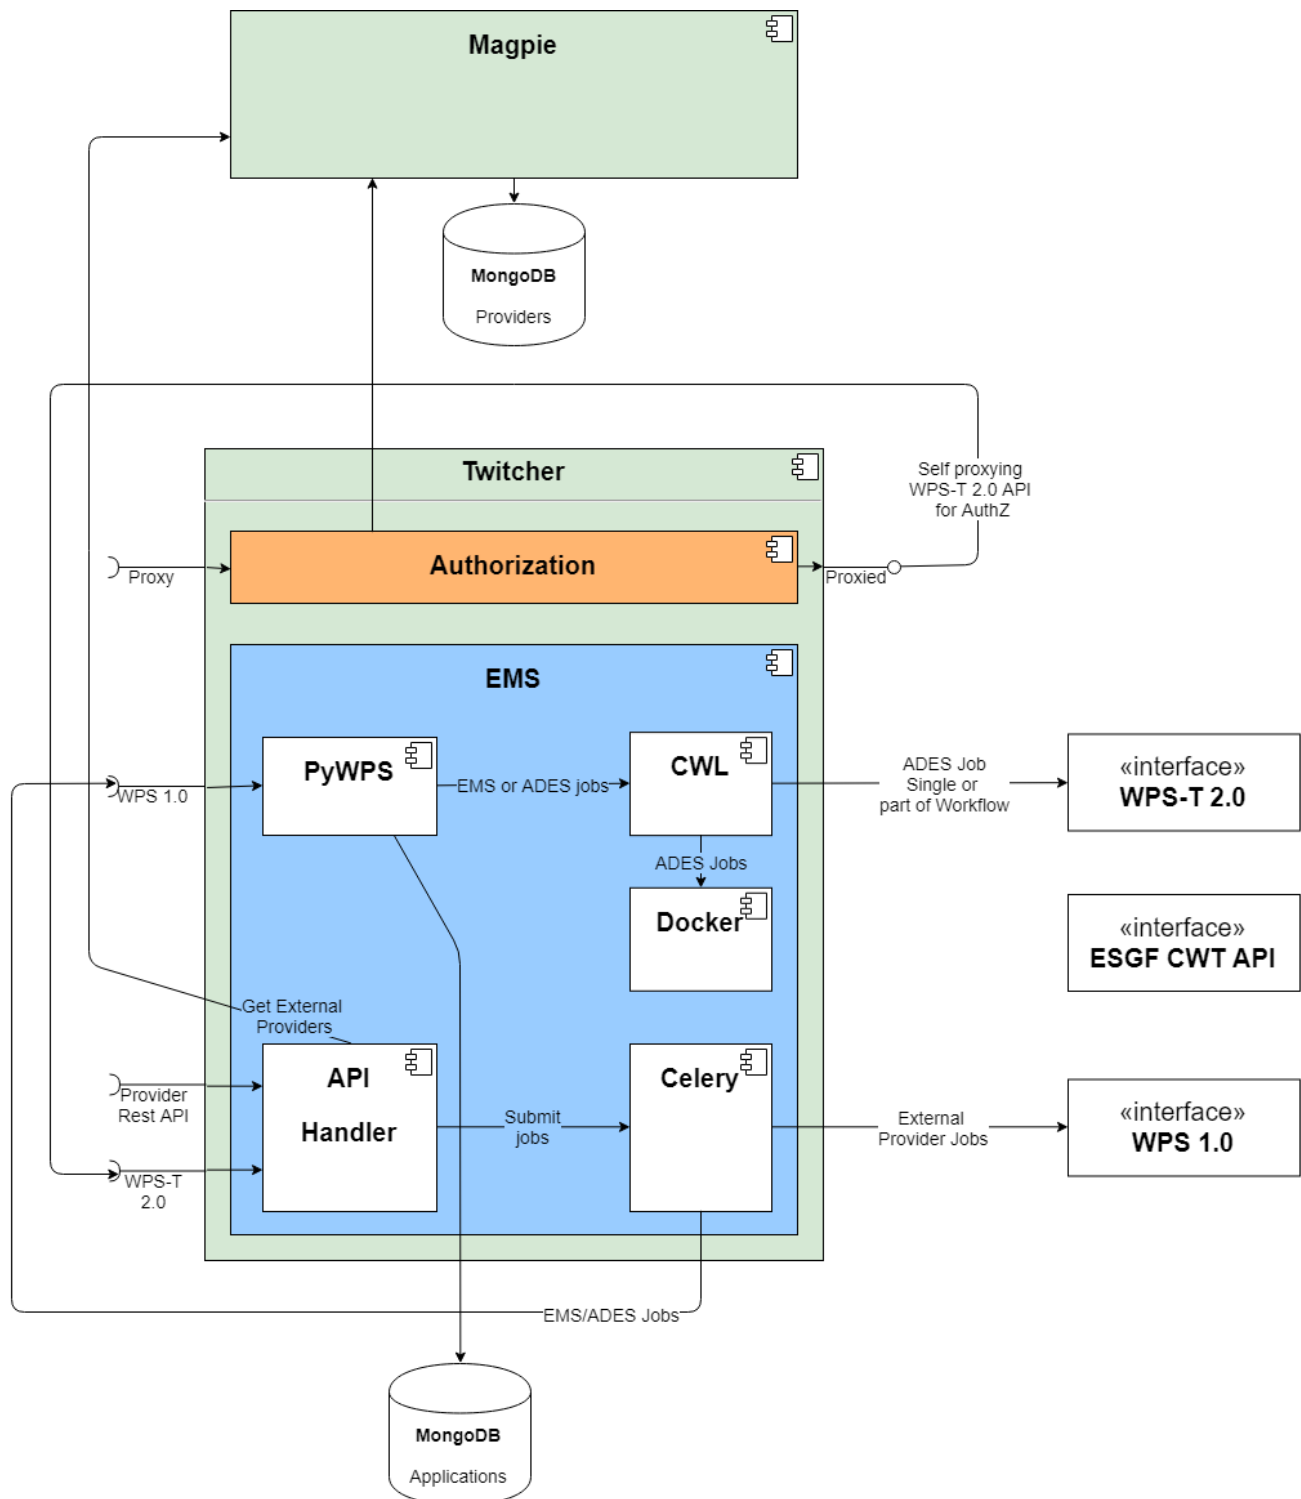 Magpie
MongoDB
Providers
Twitcher
Self proxying
WPS-T 2.0 API
for AuthZ
Authorization
Proxy
Proxied
EMS
PyWPS
EMS or ADES jobs
CWL
ADES Job
Single or
part of Workflow
«interface»
WPS-T 2.0
WPS 1.0
ADES Jobs
Docker
«interface»
ESGF CWT API
Get External
Providers
API
Handler
Celery
Provider
Rest API
Submit
jobs
External
Provider Jobs
«interface»
WPS 1.0
WPS-T
2.0
EMS/ADES Jobs
MongoDB
Applications